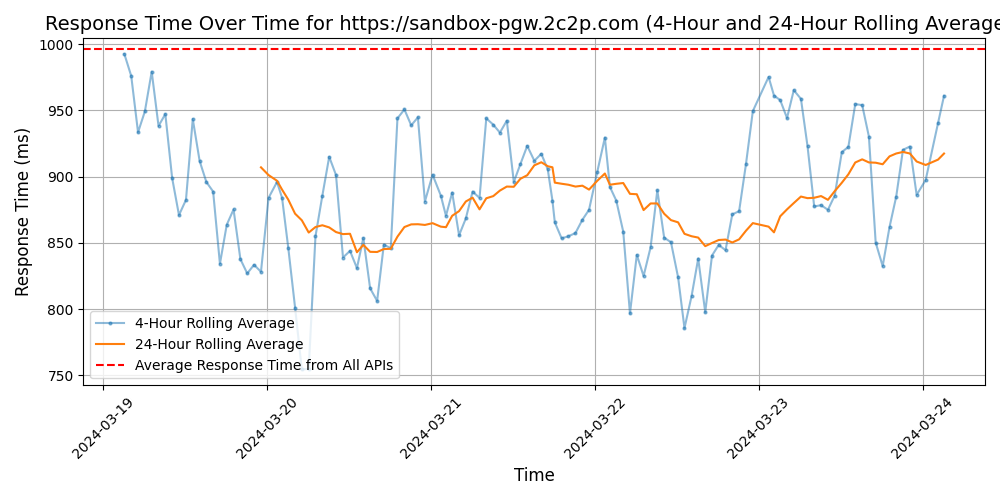 Response Time Over Time for https://sandbox-pgw.2c2p.com (4-Hour and 24-Hour Rolling Average
Response Time (ms)
1000
950
900
850
800
750
4-Hour Rolling Average
24-Hour Rolling Average
Average Response Time from All APIs
2024-03-19
2024-03-20
2024-03-21
2024-03-22
2024-03-23
2024-03-24
Time